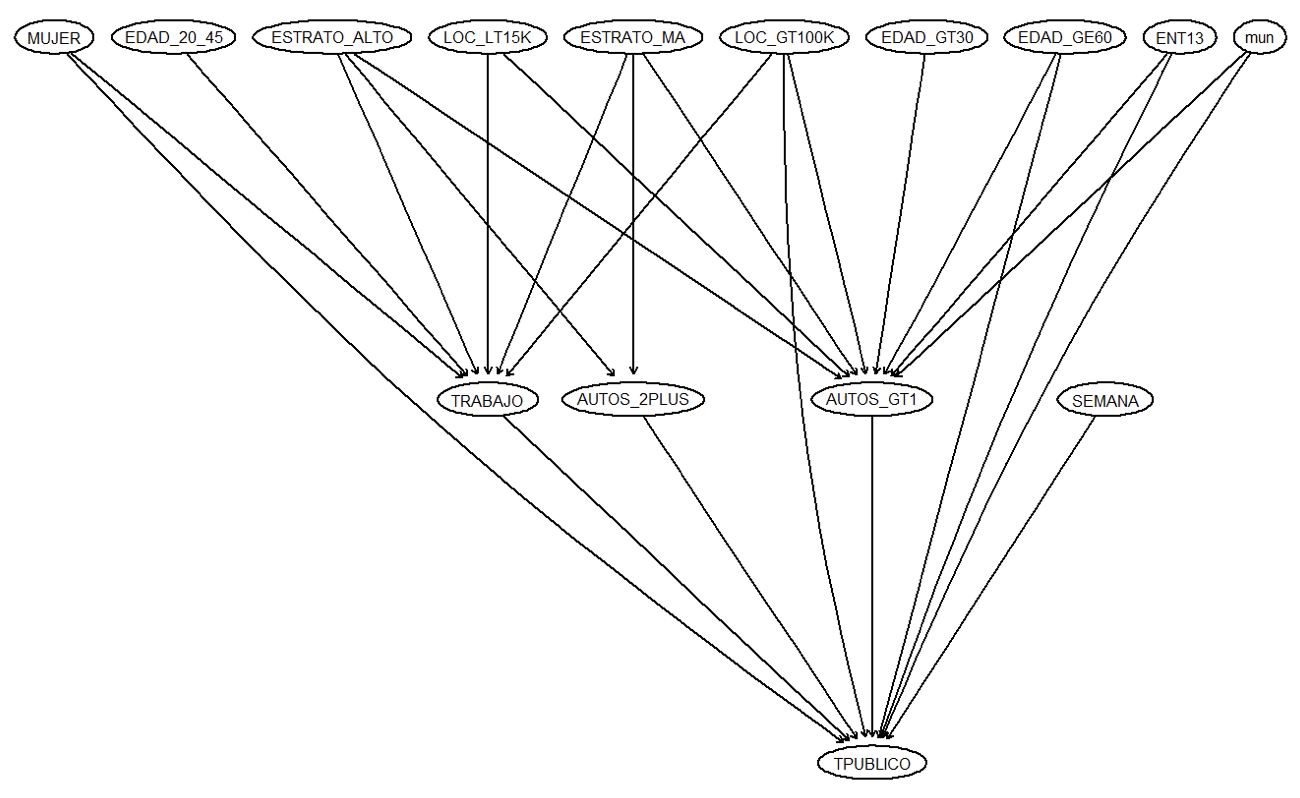 MUJER
EDAD_20_45
ESTRATO_ALTO
LOC_LT15K
ESTRATO_MA
LOC_GT100K
EDAD_GT30
EDAD_GE60
ENT13
mun
TRABAJO
AUTOS_2PLUS
AUTOS_GT1
SEMANA
TPUBLICO